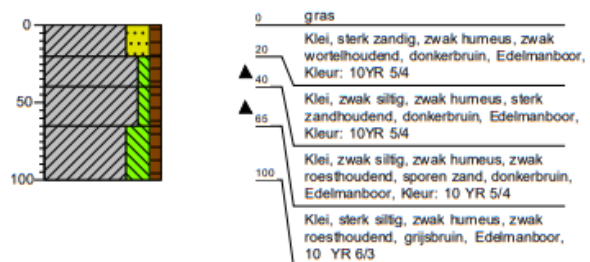 0
50
100
0 gras
Klei, sterk zandig, zwak humeus, zwak
20 wortelhoudend, donkerbruin, Edelmanboor,
Kleur: 10YR 5/4
40
Klei, zwak siltig, zwak humeus, sterk
zandhoudend, donkerbruin, Edelmanboor,
65
Kleur: 10YR 5/4
Klei, zwak siltig, zwak humeus, zwak
100 roesthoudend, sporen zand, donkerbruin,
Edelmanboor, Kleur: 10 YR 5/4
Klei, sterk siltig, zwak humeus, zwak
roesthoudend, grijsbruin, Edelmanboor,
10 YR 6/3